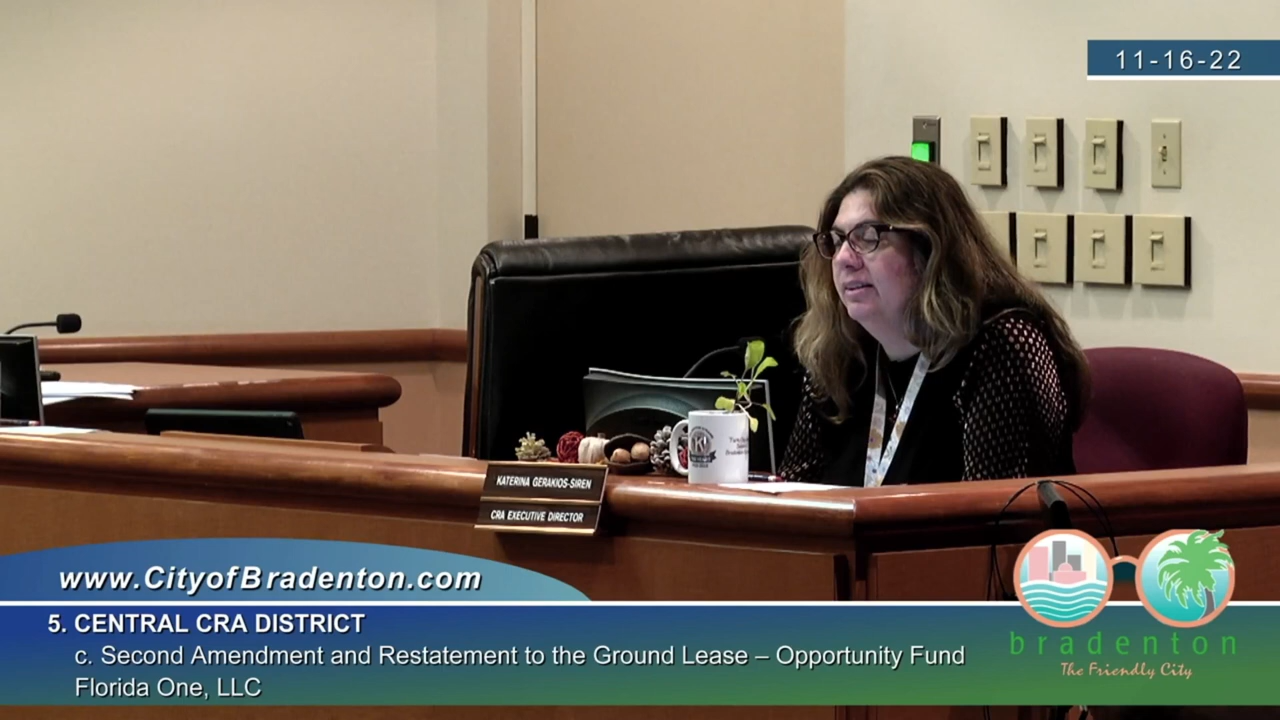 11-16-22
KATERINA GERAKIOS-SIREN
CRA EXECUTIVE DIRECTOR
www.CityofBradenton.com
5. CENTRAL CRA DISTRICT
c. Second Amendment and Restatement to the Ground Lease – Opportunity Fund
Florida One, LLC
bradenton
The Friendly City